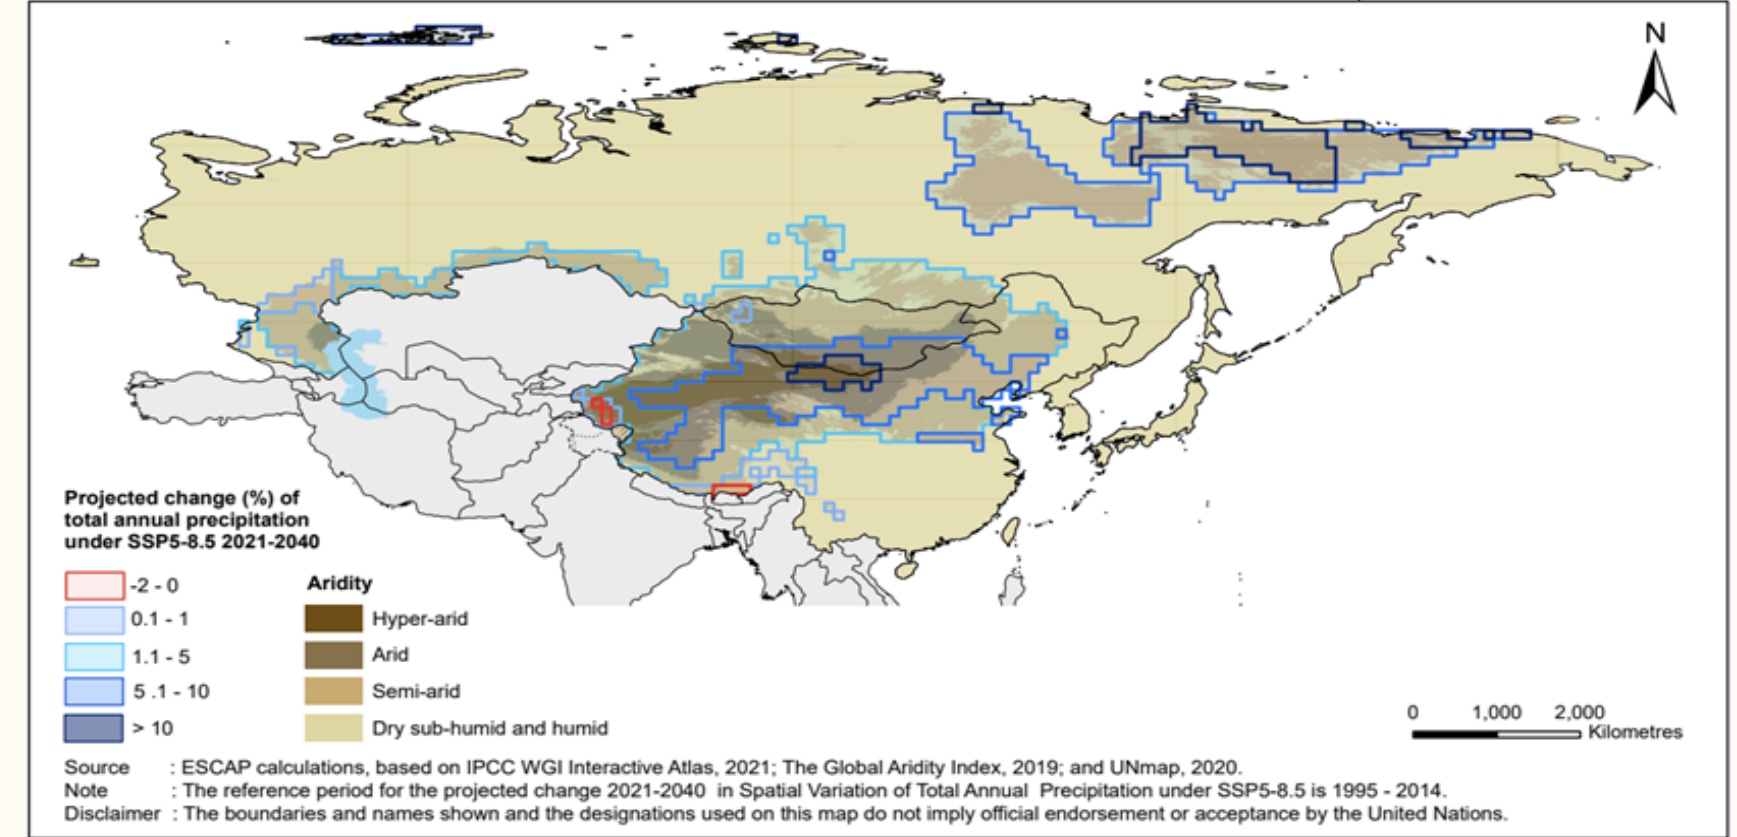 N
Projected change (%) of
total annual precipitation
under SSP5-8.5 2021-2040
-2 - 0
0.1 - 1
1.1 - 5
5 .1 - 10
> 10
Aridity
Hyper-arid
Arid
Semi-arid
Dry sub-humid and humid
0 1,000 2,000
Kilometres
Source : ESCAP calculations, based on IPCC WGI Interactive Atlas, 2021; The Global Aridity Index, 2019; and UNmap, 2020.
Note : The reference period for the projected change 2021-2040 in Spatial Variation of Total Annual Precipitation under SSP5-8.5 is 1995 - 2014.
Disclaimer : The boundaries and names shown and the designations used on this map do not imply official endorsement or acceptance by the United Nations.